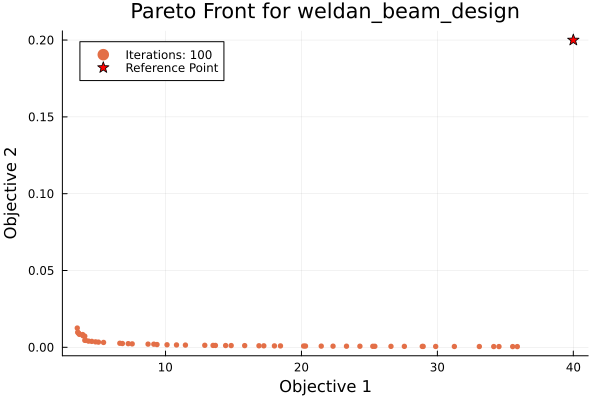 Pareto Front for weldan_beam_design
Iterations: 100
Reference Point
Objective 2
0.20
0.15
0.10
0.05
0.00
10
20
30
40
Objective 1